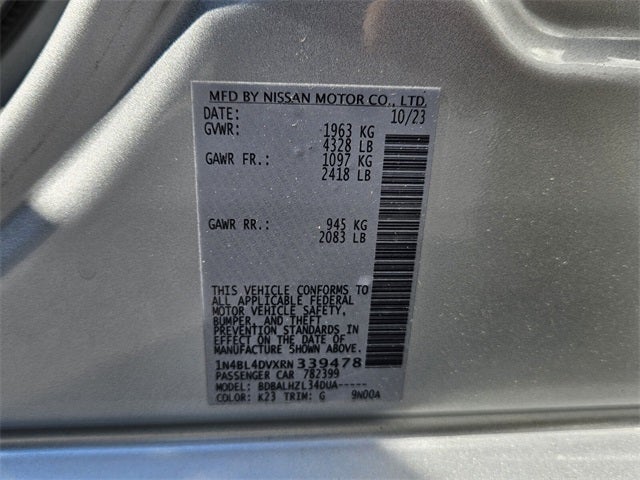 MFD BY NISSAN MOTOR CO., LTD.
DATE: 10/23
GVWR: 1963 KG
4328 LB
GAWR FR.: 1097 KG
2418 LB
GAWR RR.: 945 KG
2083 LB
THIS VEHICLE CONFORMS TO
ALL APPLICABLE FEDERAL
MOTOR VEHICLE SAFETY,
BUMPER, AND THEFT
PREVENTION STANDARDS IN
EFFECT ON THE DATE OF
MANUFACTURE SHOWN ABOVE.
1N4BL4DVXRN339478
PASSENGER CAR 782399
MODEL: BDBALHZL34DUA-----
COLOR: K23 TRIM: G 9N00A